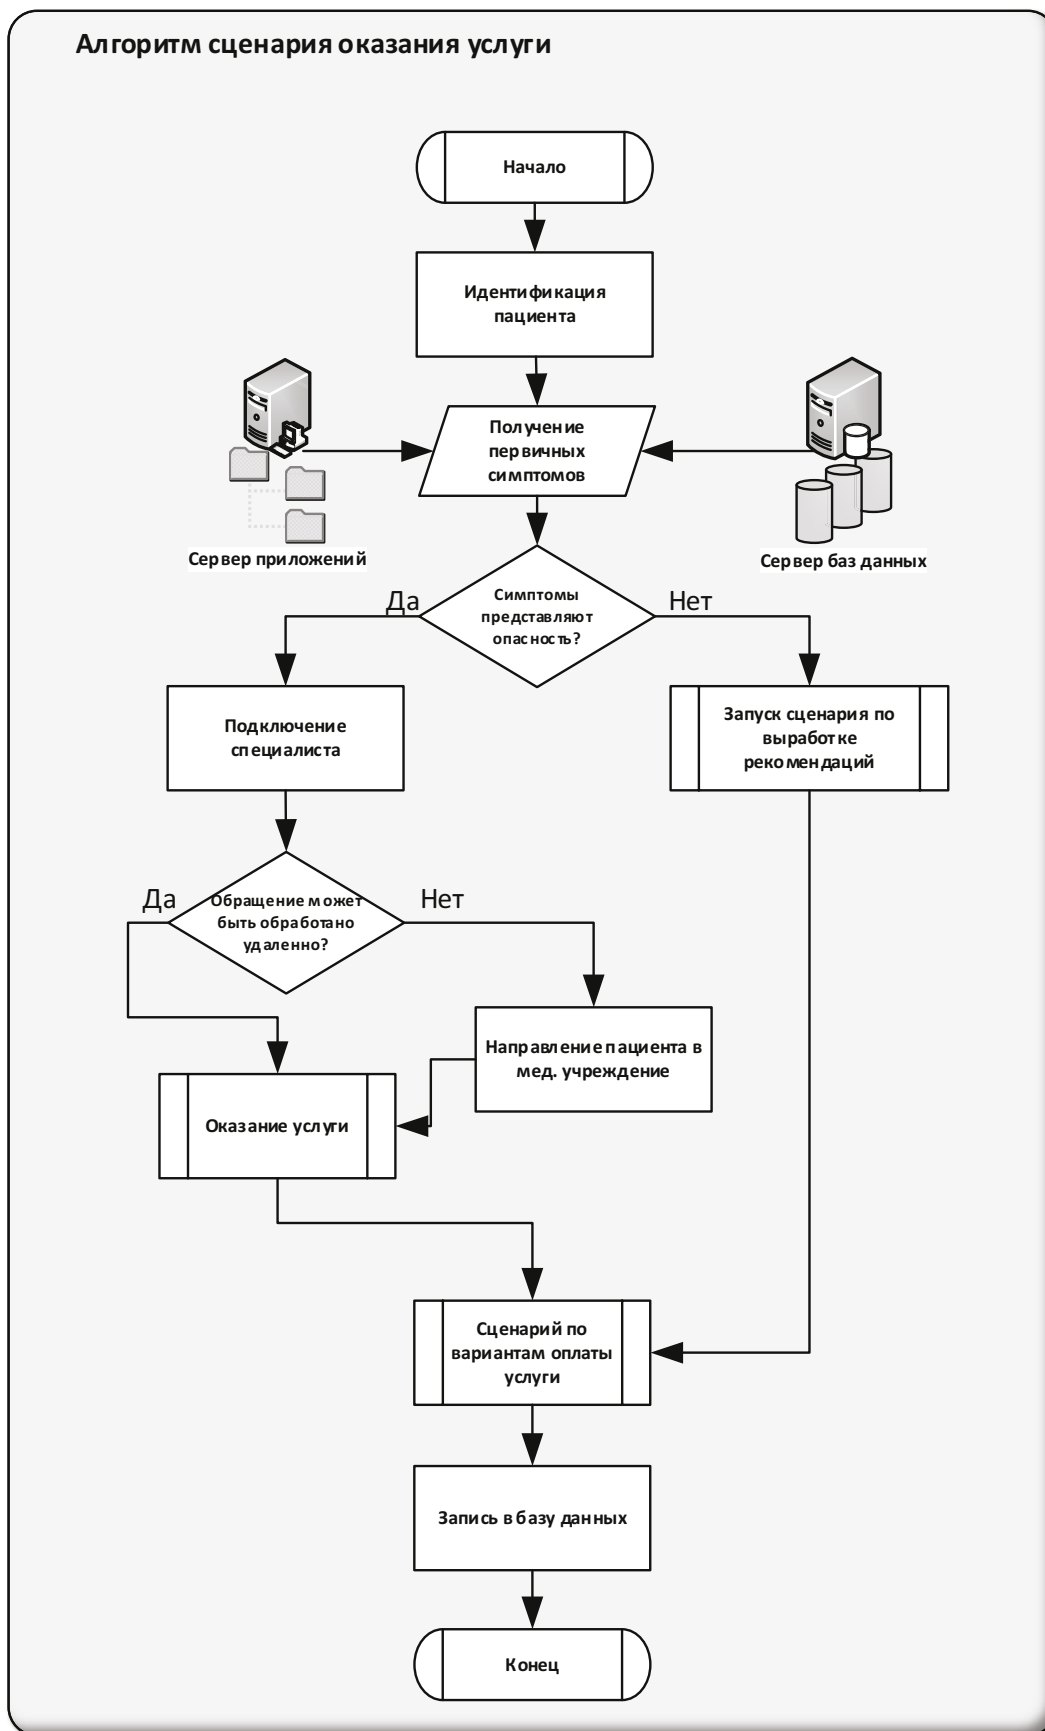 Алгоритм сценария оказания услуги
Начало
Идентификация
пациента
Получение
первичных
симптомов
Сервер приложений
Сервер баз данных
Да
Симптомы
представляют
опасность?
Нет
Подключение
специалиста
Запуск сценария по
выработке
рекомендаций
Да
Обращение может
быть обработано
удаленно?
Нет
Направление пациента в
мед. учреждение
Оказание услуги
Сценарий по
вариантам оплаты
услуги
Запись в базу данных
Конец